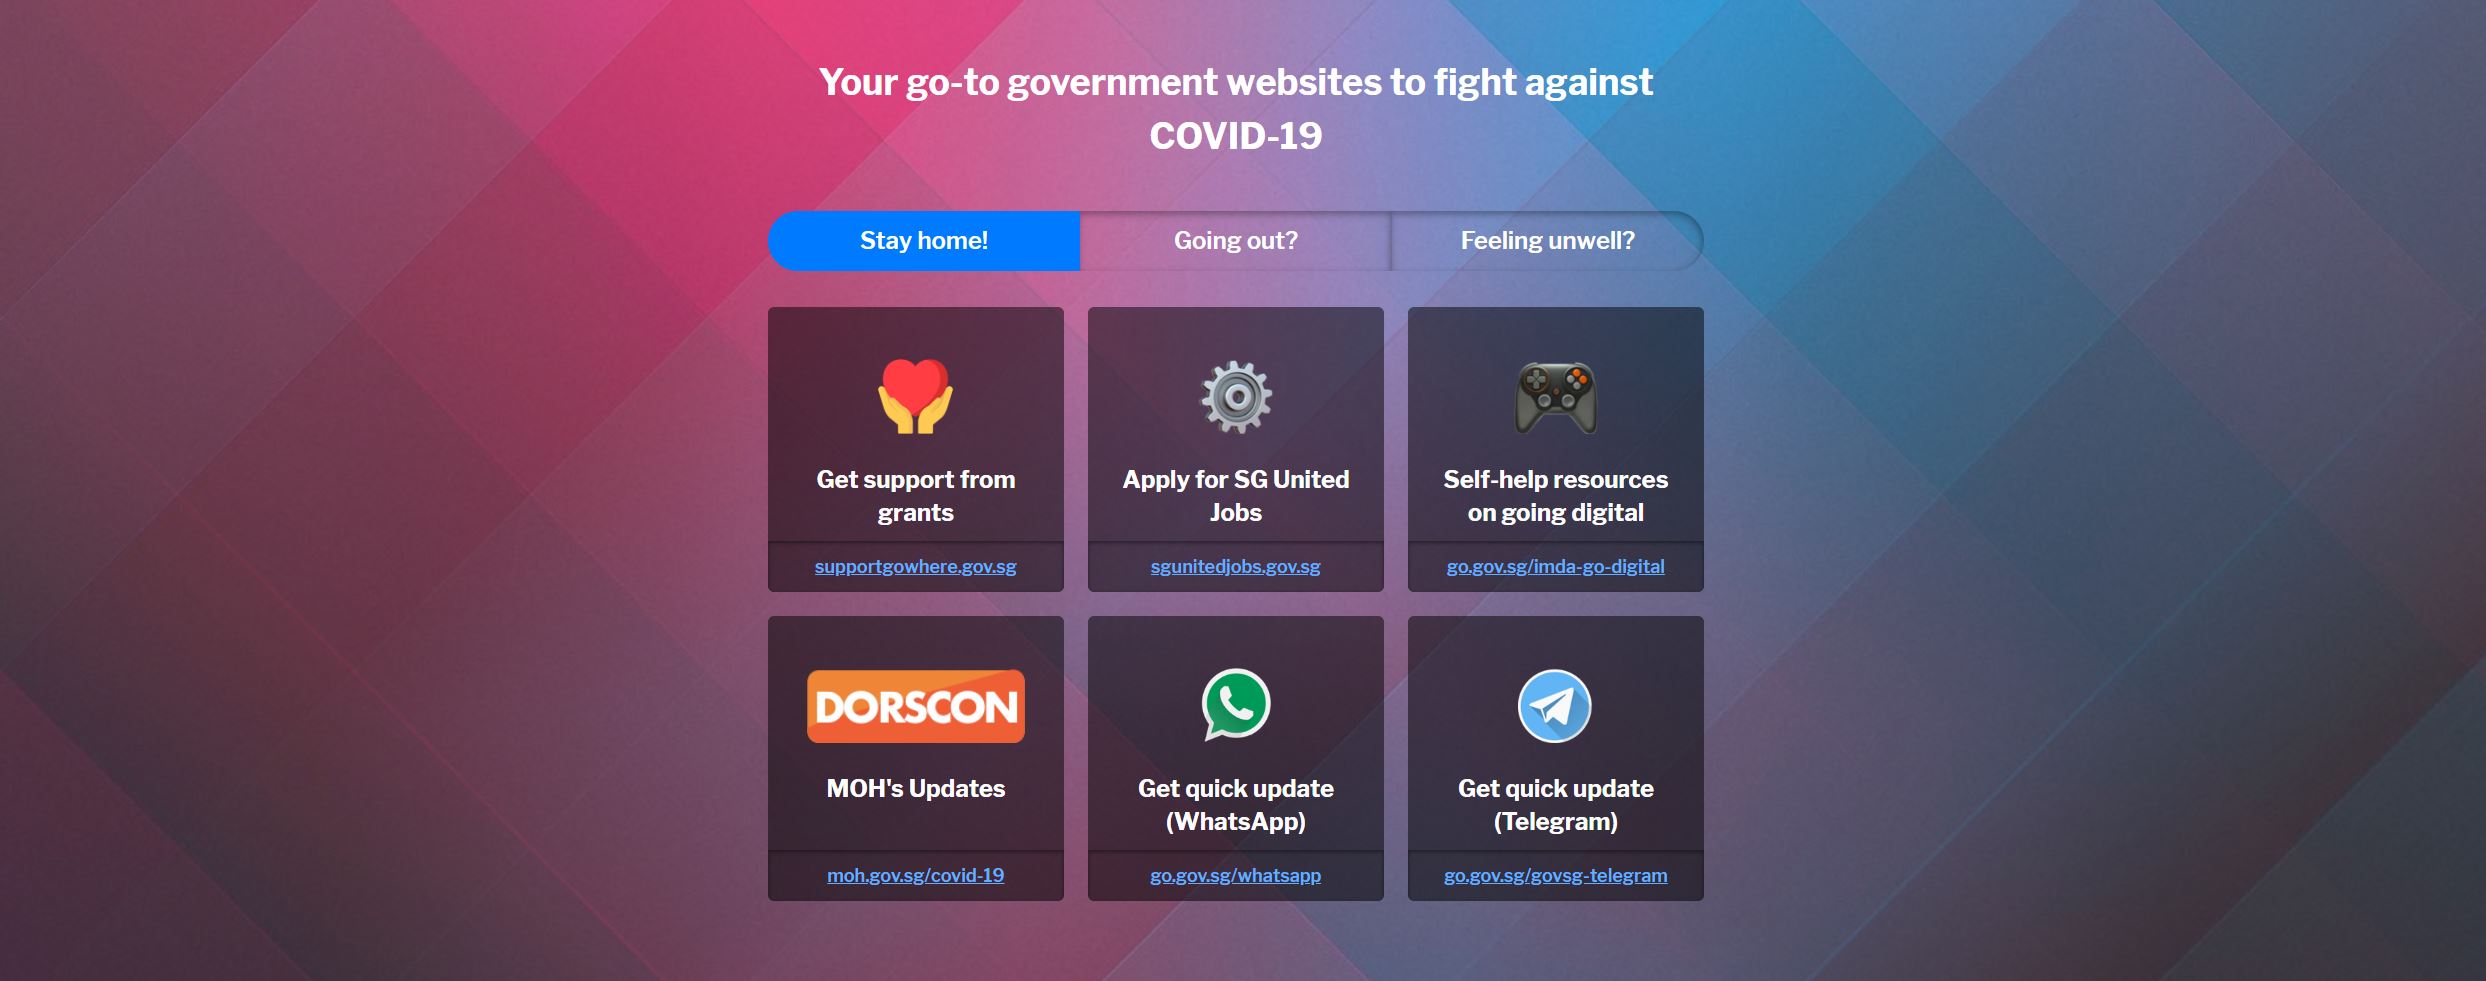 Your go-to government websites to fight against
COVID-19
Stay home!
Going out?
Feeling unwell?
Get support from
grants
supportgowhere.gov.sg
Apply for SG United
Jobs
sgunitedjobs.gov.sg
Self-help resources
on going digital
go.gov.sg/imda-go-digital
DORSCON
MOH's Updates
moh.gov.sg/covid-19
Get quick update
(WhatsApp)
go.gov.sg/whatsapp
Get quick update
(Telegram)
go.gov.sg/govsg-telegram